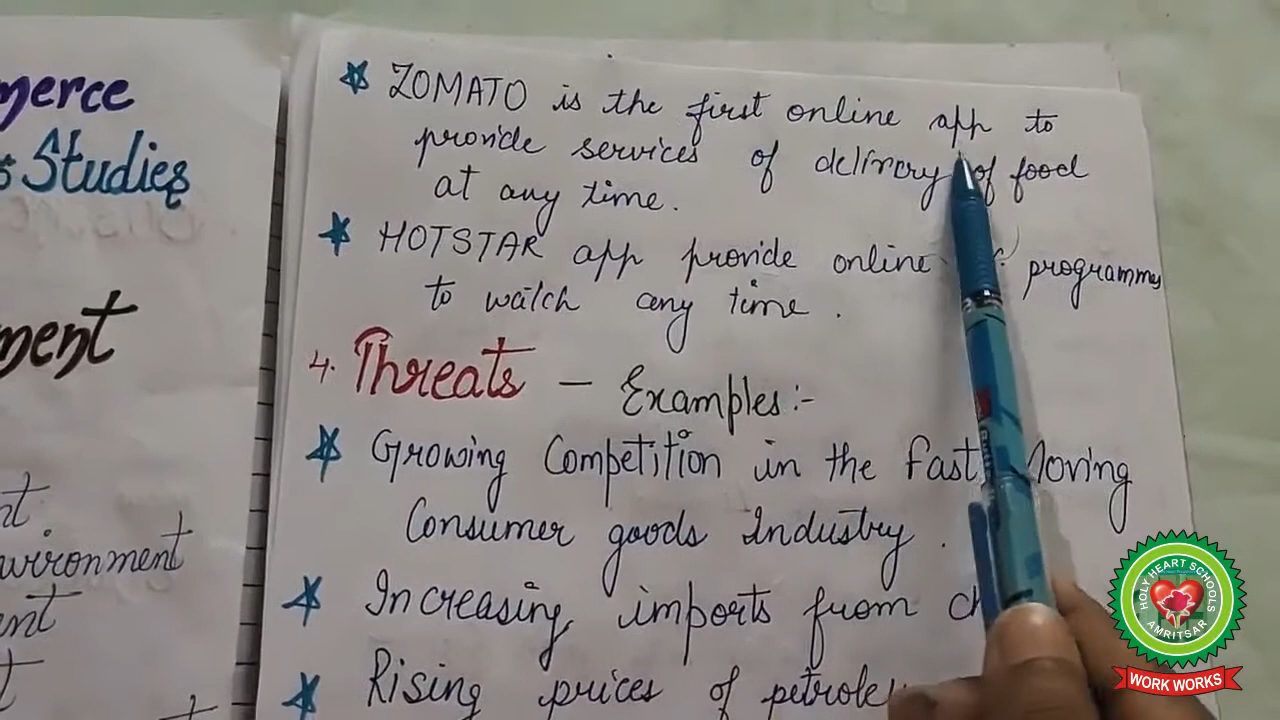 merce
Studies
ment
nt
nvironment
ent
t
ZOMATO is the first online app to
provide services of delivery of food
at any time.
HOTSTAR app provide online programmes
to watch any time.
4. Threats - Examples:-
Growing Competition in the Fast Moving
Consumer goods Industry.
Increasing imports from
Rising prices of
HOLY HEART SCHOOLS
AMRITSAR
WORK WORKS